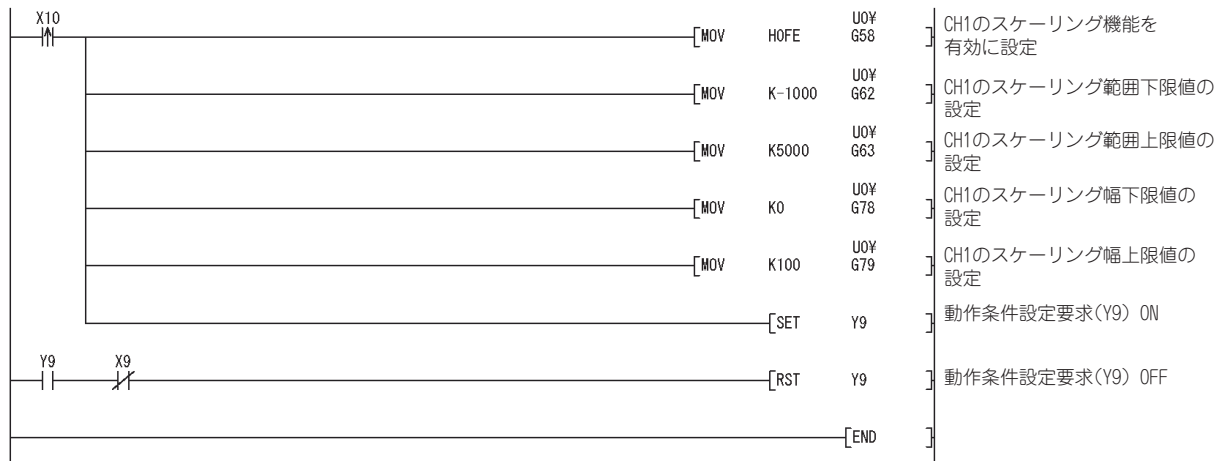 X10
U0¥
MOV H0FE G58
CH1のスケーリング機能を
有効に設定
U0¥
MOV K-1000 G62
CH1のスケーリング範囲下限値の
設定
U0¥
MOV K5000 G63
CH1のスケーリング範囲上限値の
設定
U0¥
MOV K0 G78
CH1のスケーリング幅下限値の
設定
U0¥
MOV K100 G79
CH1のスケーリング幅上限値の
設定
SET Y9
動作条件設定要求(Y9) ON
Y9 X9
RST Y9
動作条件設定要求(Y9) OFF
END